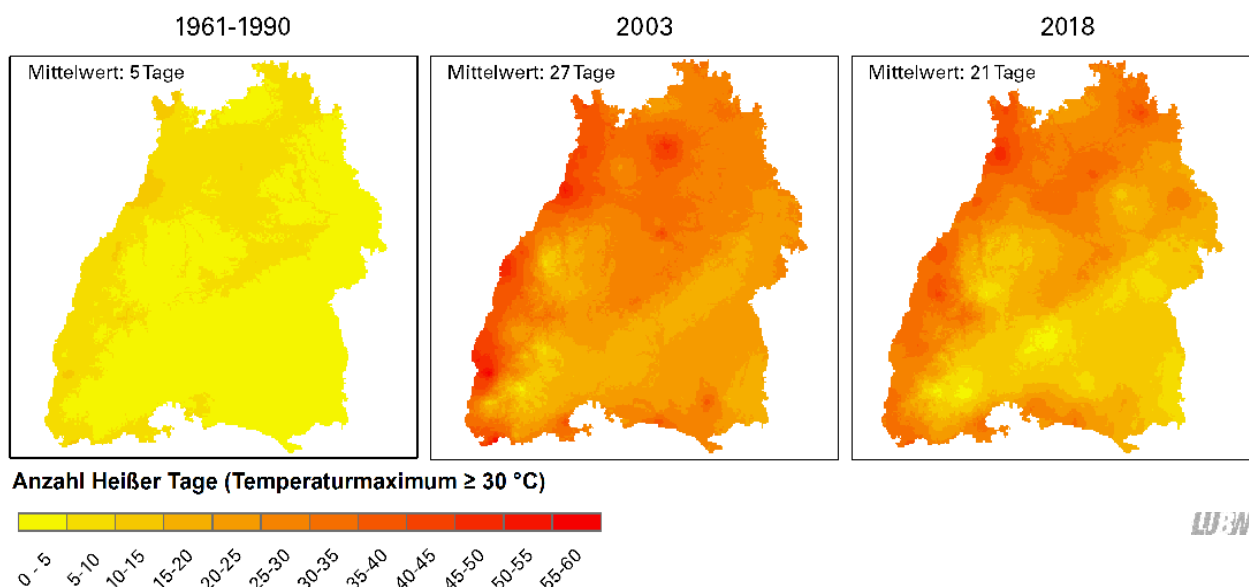 1961-1990
2003
2018
Mittelwert: 5 Tage
Mittelwert: 27 Tage
Mittelwert: 21 Tage
Anzahl Heißer Tage (Temperaturmaximum ≥ 30 °C)
0 - 5
5-10
10-15
15-20
20-25
25-30
30-35
35-40
40-45
45-50
50-55
55-60
LUBW